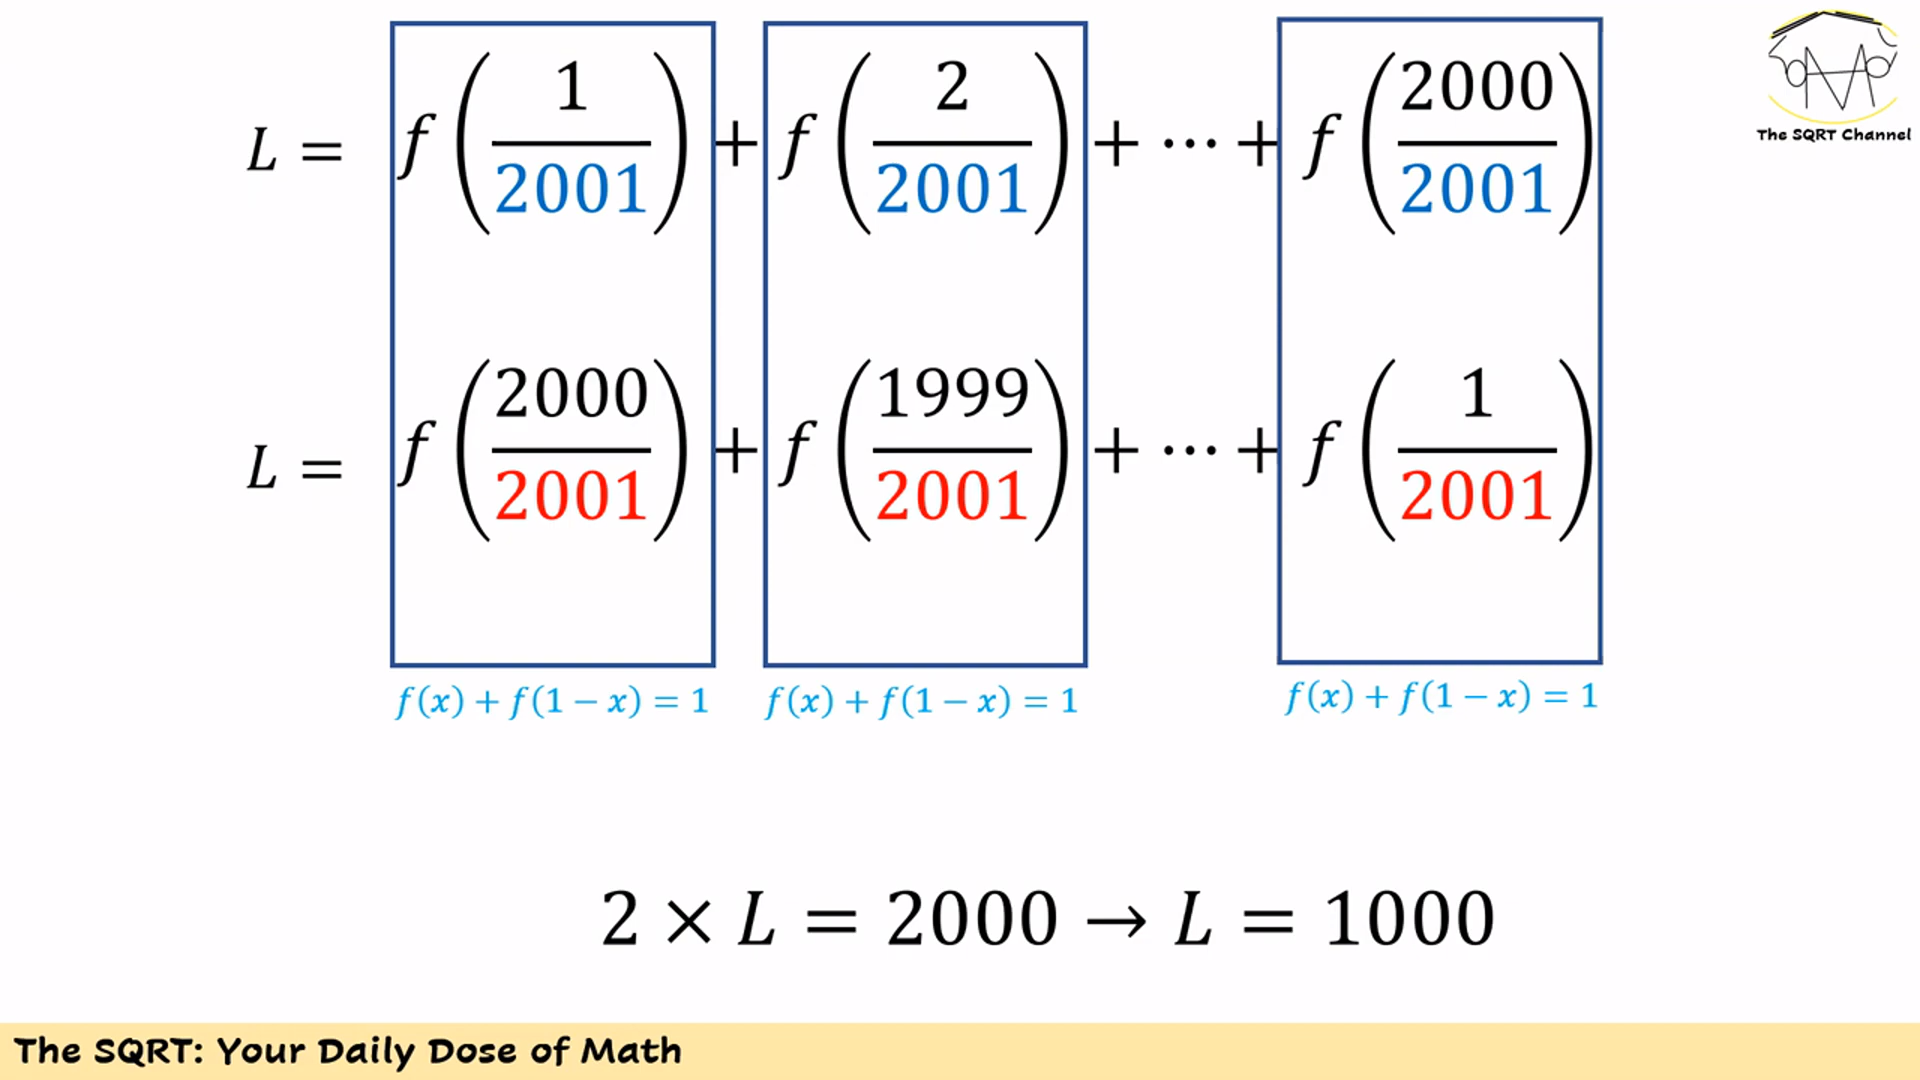 L = f(1/2001) + f(2/2001) + ⋯ + f(2000/2001)
The SQRT Channel
L = f(2000/2001) + f(1999/2001) + ⋯ + f(1/2001)
f(x) + f(1 − x) = 1 f(x) + f(1 − x) = 1 f(x) + f(1 − x) = 1
2 × L = 2000 → L = 1000
The SQRT: Your Daily Dose of Math